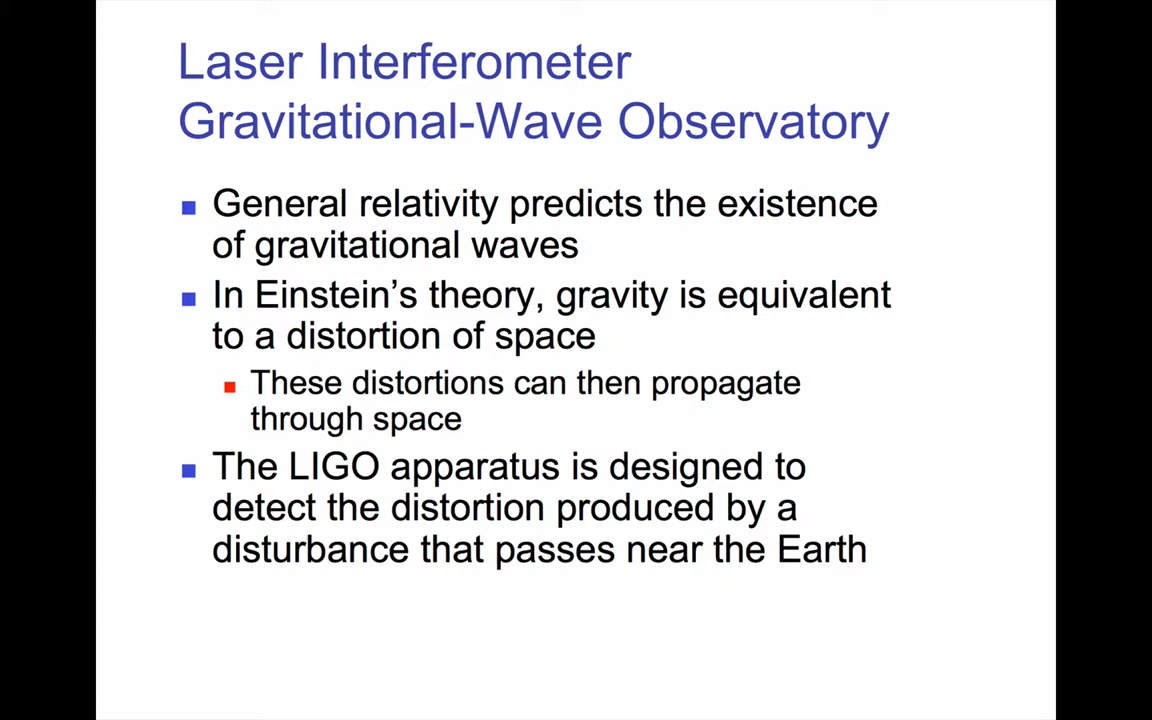 Laser Interferometer
Gravitational-Wave Observatory
General relativity predicts the existence
of gravitational waves
In Einstein’s theory, gravity is equivalent
to a distortion of space
These distortions can then propagate
through space
The LIGO apparatus is designed to
detect the distortion produced by a
disturbance that passes near the Earth